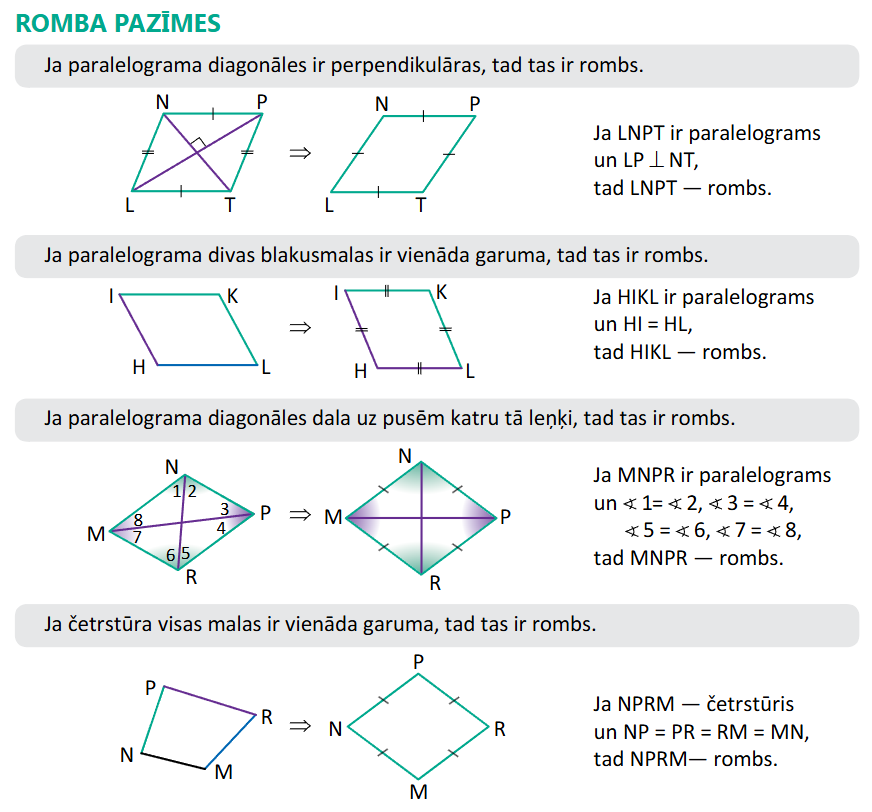 ROMBA PAZĪMES
Ja paralelograma diagonāles ir perpendikulāras, tad tas ir rombs.
N P
L T
⇒
N P
L T
Ja LNPT ir paralelograms
un LP ⊥ NT,
tad LNPT — rombs.
Ja paralelograma divas blakusmalas ir vienāda garuma, tad tas ir rombs.
I K
H L
⇒
I K
H L
Ja HIKL ir paralelograms
un HI = HL,
tad HIKL — rombs.
Ja paralelograma diagonāles dala uz pusēm katru tā leņķi, tad tas ir rombs.
N
1 2
3
M 8 P
7 4
6 5
R
⇒
N
M P
R
Ja MNPR ir paralelograms
un ∢ 1= ∢ 2, ∢ 3 = ∢ 4,
∢ 5 = ∢ 6, ∢ 7 = ∢ 8,
tad MNPR — rombs.
Ja četrstūra visas malas ir vienāda garuma, tad tas ir rombs.
P
R
N
M
⇒
P
N R
M
Ja NPRM — četrstūris
un NP = PR = RM = MN,
tad NPRM— rombs.